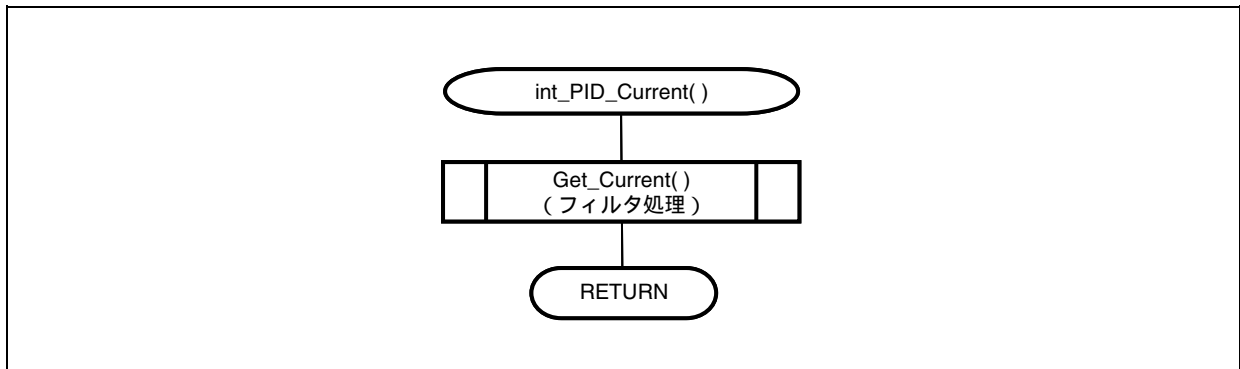 int_PID_Current( )
Get_Current( )
（フィルタ処理）
RETURN